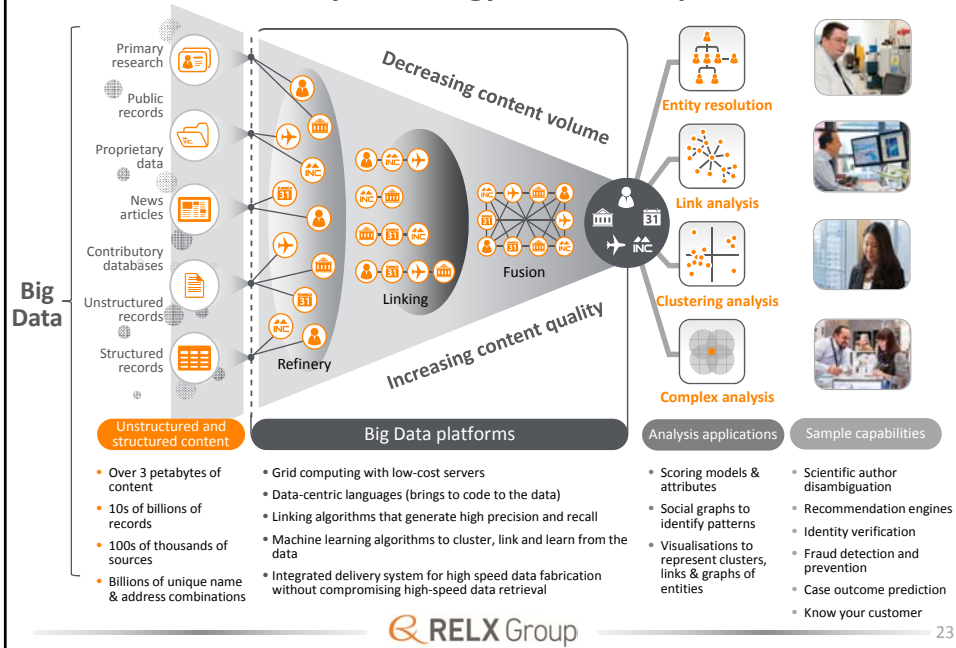 Primary
research
Public
records
Proprietary
data
News
articles
Contributory
databases
Unstructured
records
Structured
records
Big
Data
INC
INC
31
31
INC
Refinery
INC
INC
31
INC
31
Linking
INC
31
31
INC
Fusion
Decreasing content volume
Increasing content quality
31
INC
Entity resolution
Link analysis
Clustering analysis
Complex analysis
Unstructured and
structured content
• Over 3 petabytes of
content
• 10s of billions of
records
• 100s of thousands of
sources
• Billions of unique name
& address combinations
Big Data platforms
• Grid computing with low-cost servers
• Data-centric languages (brings to code to the data)
• Linking algorithms that generate high precision and recall
• Machine learning algorithms to cluster, link and learn from the
data
• Integrated delivery system for high speed data fabrication
without compromising high-speed data retrieval
Analysis applications
• Scoring models &
attributes
• Social graphs to
identify patterns
• Visualisations to
represent clusters,
links & graphs of
entities
Sample capabilities
• Scientific author
disambiguation
• Recommendation engines
• Identity verification
• Fraud detection and
prevention
• Case outcome prediction
• Know your customer
RELX Group
23